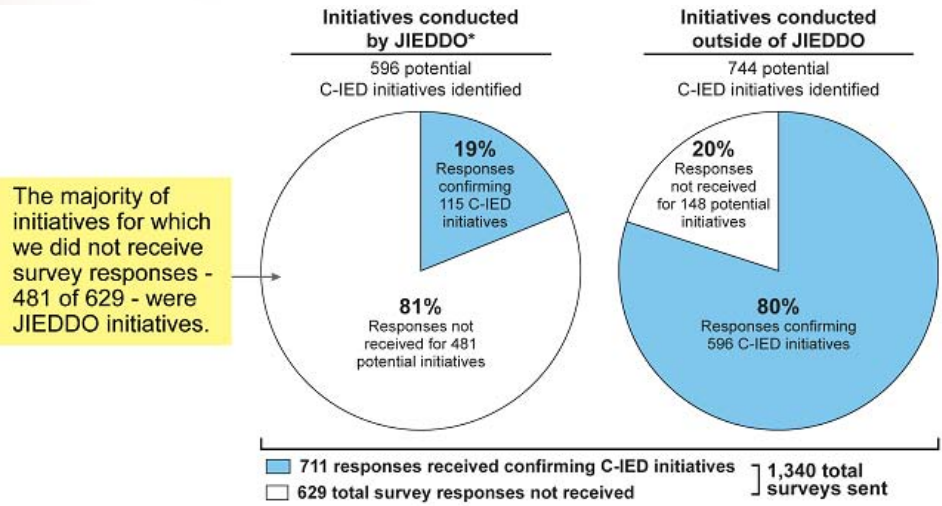 Initiatives conducted
by JIEDDO*
596 potential
C-IED initiatives identified
19%
Responses
confirming
115 C-IED
initiatives
81%
Responses not
received for 481
potential initiatives
Initiatives conducted
outside of JIEDDO
744 potential
C-IED initiatives identified
20%
Responses
not received
for 148 potential
initiatives
80%
Responses confirming
596 C-IED initiatives
The majority of
initiatives for which
we did not receive
survey responses -
481 of 629 - were
JIEDDO initiatives.
711 responses received confirming C-IED initiatives
629 total survey responses not received
1,340 total
surveys sent